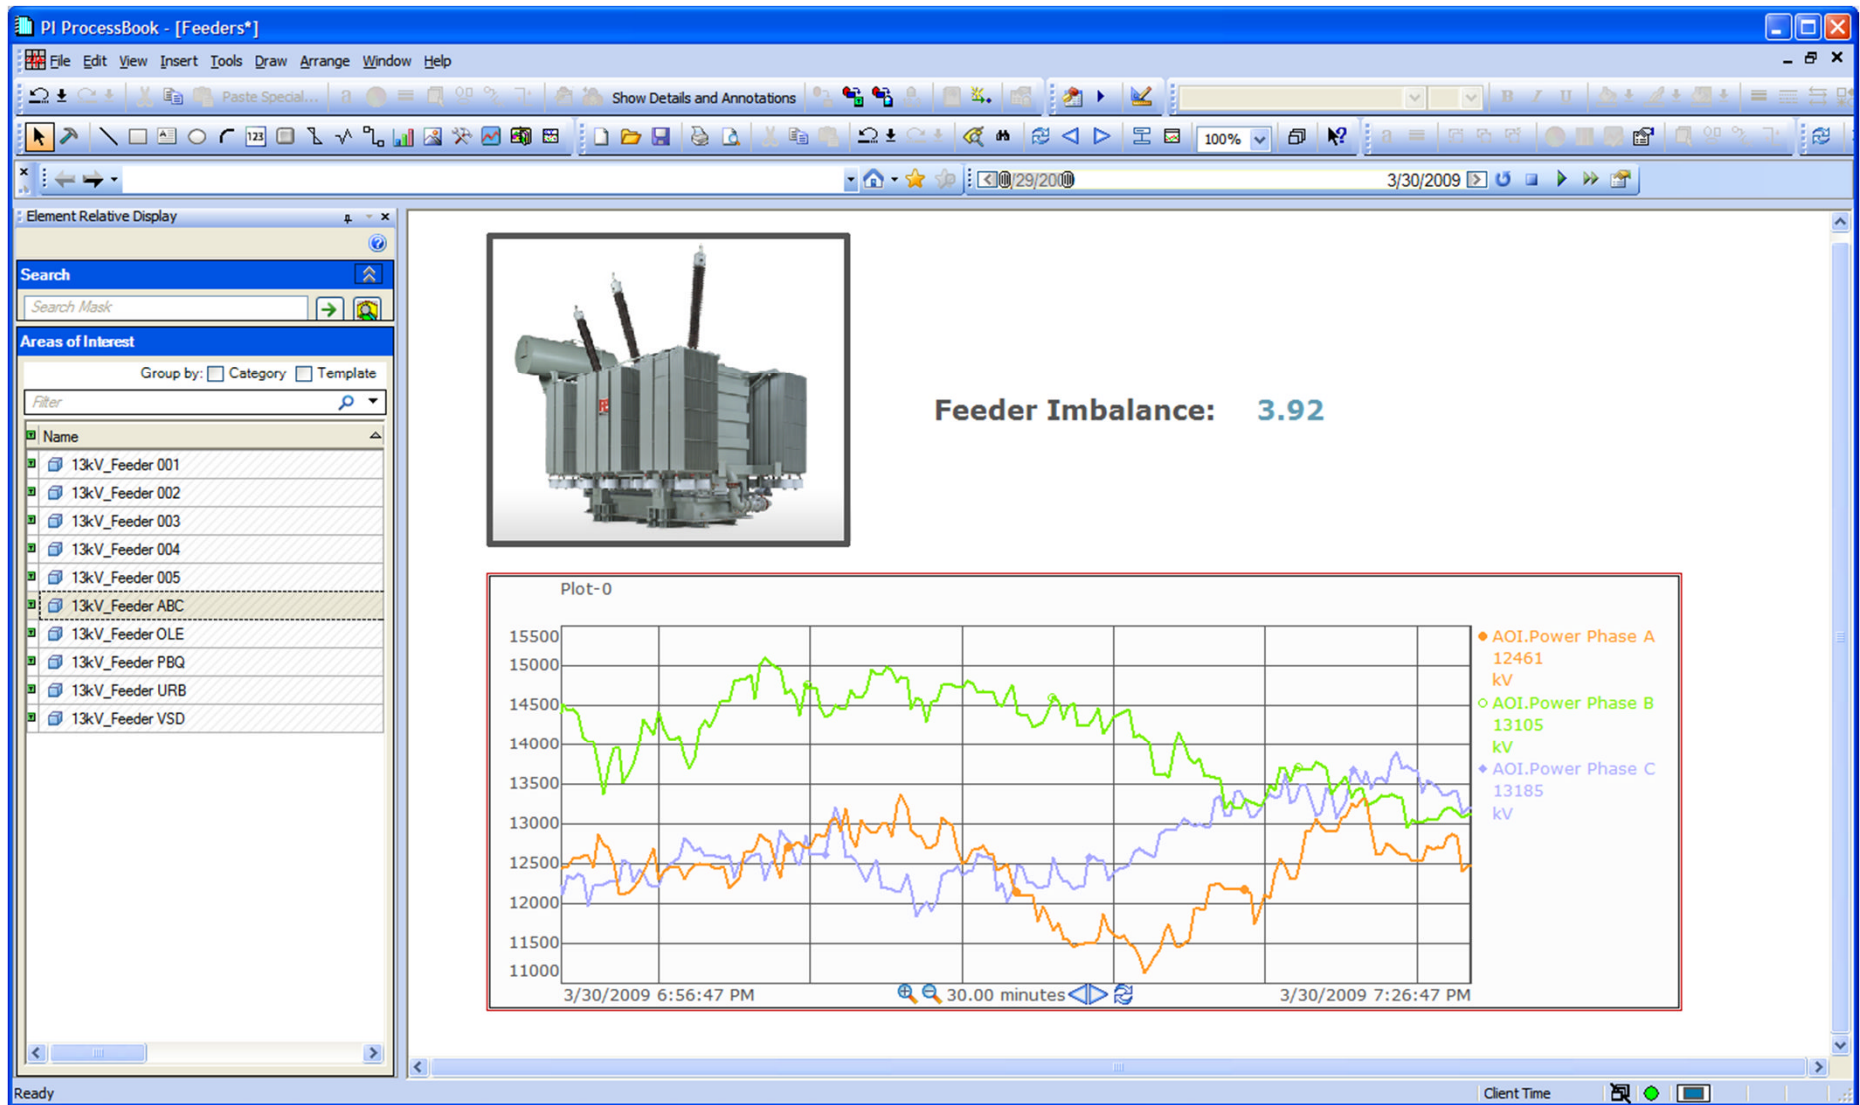 PI ProcessBook - [Feeders*]
File Edit View Insert Tools Draw Arrange Window Help
Paste Special... Show Details and Annotations
123 100%
/29/200 3/30/2009
Element Relative Display
Search
Search Mask
Areas of Interest
Group by: Category Template
Filter
Name
13kV_Feeder 001
13kV_Feeder 002
13kV_Feeder 003
13kV_Feeder 004
13kV_Feeder 005
13kV_Feeder ABC
13kV_Feeder OLE
13kV_Feeder PBQ
13kV_Feeder URB
13kV_Feeder VSD
Feeder Imbalance: 3.92
Plot-0
15500
15000
14500
14000
13500
13000
12500
12000
11500
11000
3/30/2009 6:56:47 PM 30.00 minutes 3/30/2009 7:26:47 PM
AOI.Power Phase A
12461
kV
AOI.Power Phase B
13105
kV
AOI.Power Phase C
13185
kV
Ready
Client Time